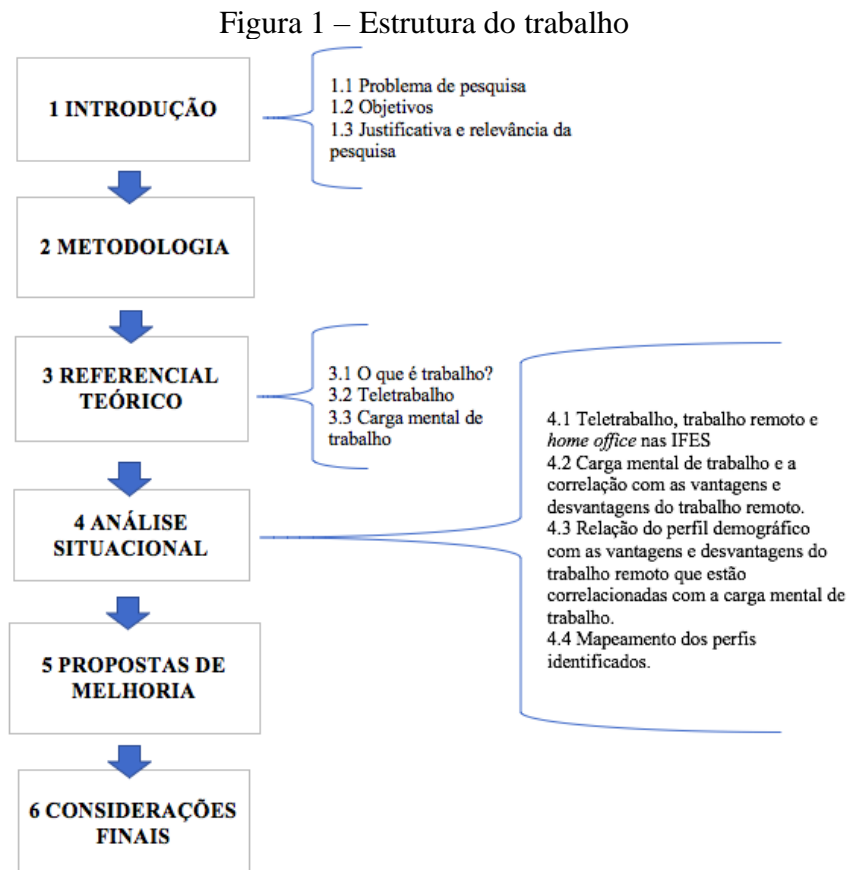 Figura 1 – Estrutura do trabalho
1 INTRODUÇÃO
1.1 Problema de pesquisa
1.2 Objetivos
1.3 Justificativa e relevância da
pesquisa
2 METODOLOGIA
3 REFERENCIAL
TEÓRICO
3.1 O que é trabalho?
3.2 Teletrabalho
3.3 Carga mental de
trabalho
4 ANÁLISE
SITUACIONAL
4.1 Teletrabalho, trabalho remoto e
home office nas IFES
4.2 Carga mental de trabalho e a
correlação com as vantagens e
desvantagens do trabalho remoto.
4.3 Relação do perfil demográfico
com as vantagens e desvantagens do
trabalho remoto que estão
correlacionadas com a carga mental de
trabalho.
4.4 Mapeamento dos perfis
identificados.
5 PROPOSTAS DE
MELHORIA
6 CONSIDERAÇÕES
FINAIS